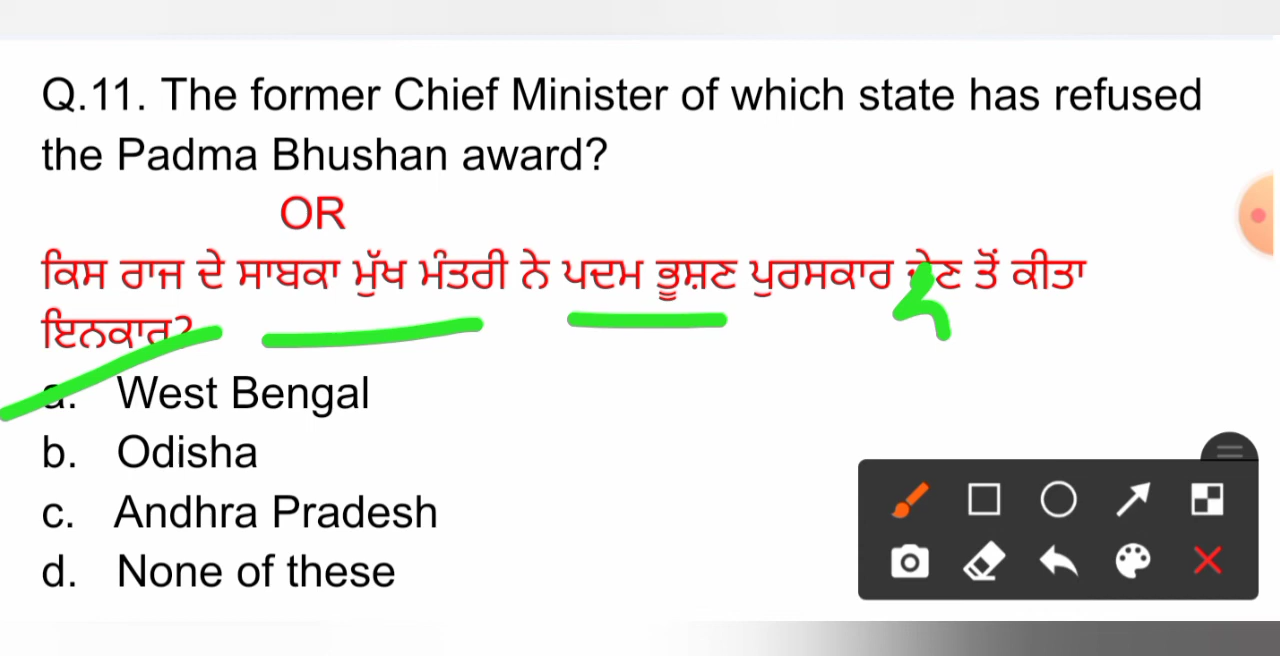 Q.11. The former Chief Minister of which state has refused
the Padma Bhushan award?
OR
ਕਿਸ ਰਾਜ ਦੇ ਸਾਬਕਾ ਮੁੱਖ ਮੰਤਰੀ ਨੇ ਪਦਮ ਭੂਸ਼ਣ ਪੁਰਸਕਾਰ ਤੋਂ ਕੀਤਾ
ਇਨਕਾਰ?
a. West Bengal
b. Odisha
c. Andhra Pradesh
d. None of these